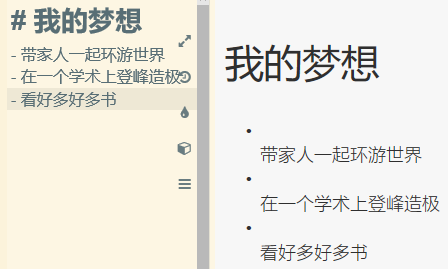 # 我的梦想
- 带家人一起环游世界
- 在一个学术上登峰造极
- 看好多好多书
我的梦想
•
带家人一起环游世界
•
在一个学术上登峰造极
•
看好多好多书